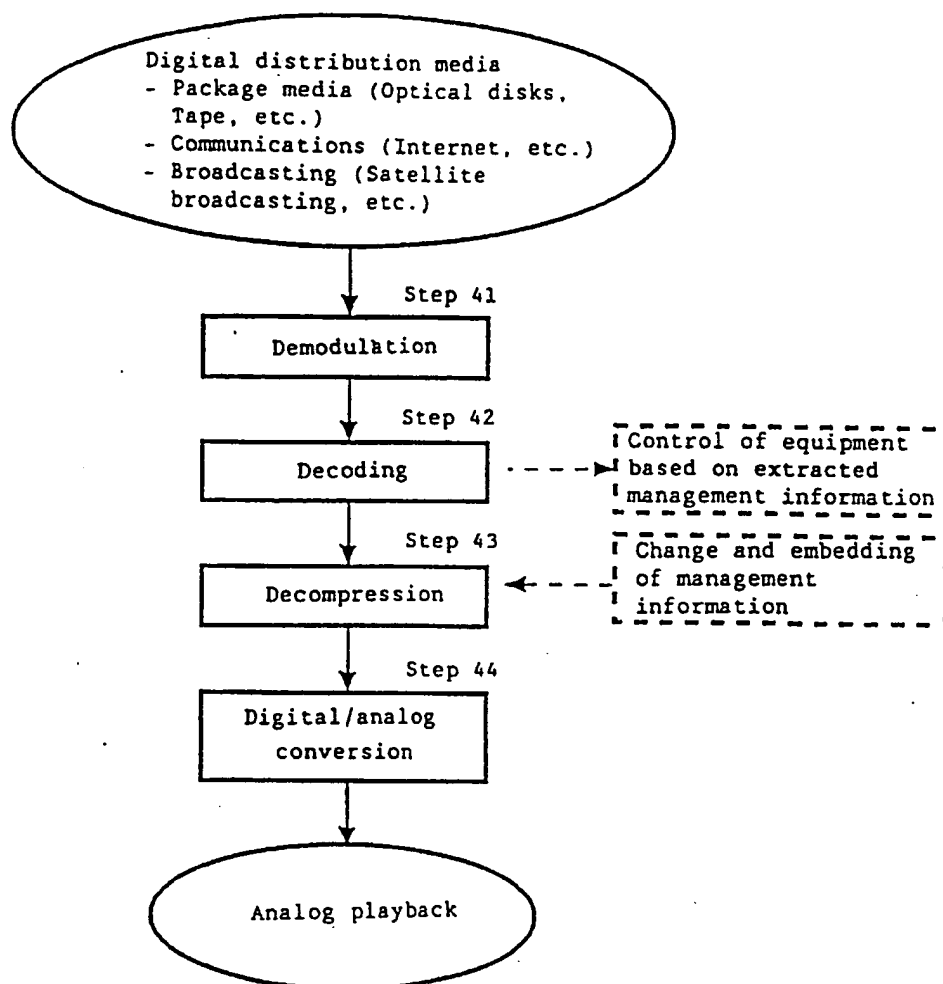 Digital distribution media
- Package media (Optical disks,
Tape, etc.)
- Communications (Internet, etc.)
- Broadcasting (Satellite
broadcasting, etc.)
Step 41
Demodulation
Step 42
Decoding
Control of equipment
based on extracted
management information
Step 43
Decompression
Change and embedding
of management
information
Step 44
Digital/analog
conversion
Analog playback